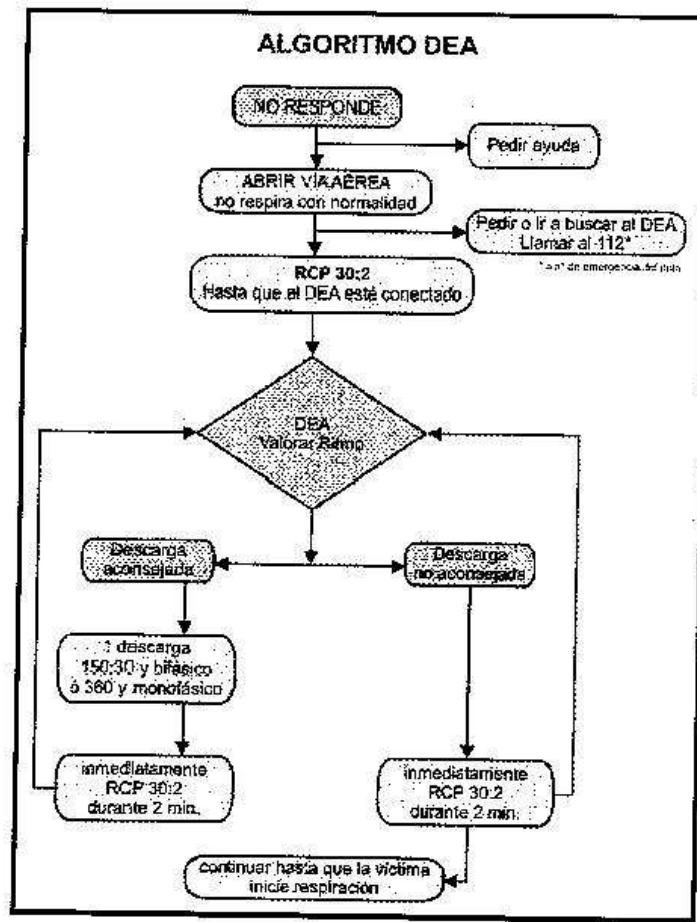 ALGORITMO DEA
NO RESPONDE
Pedir ayuda
ABRIR VIA AÉREA
no respira con normalidad
Pedir o ir a buscar al DEA
Llamar al 112*
de emergencia del
RCP 30:2
Hasta que el DEA esté conectado
DEA
Valorar Ritmo
Descarga
aconsejada
Descarga
no aconsejada
1 descarga
bifásico
ó 360 y monofásico
inmediatamente
RCP 30:2
durante 2 min.
inmediatamente
RCP 30:2
durante 2 min.
continuar hasta que la víctima
inicie respiración